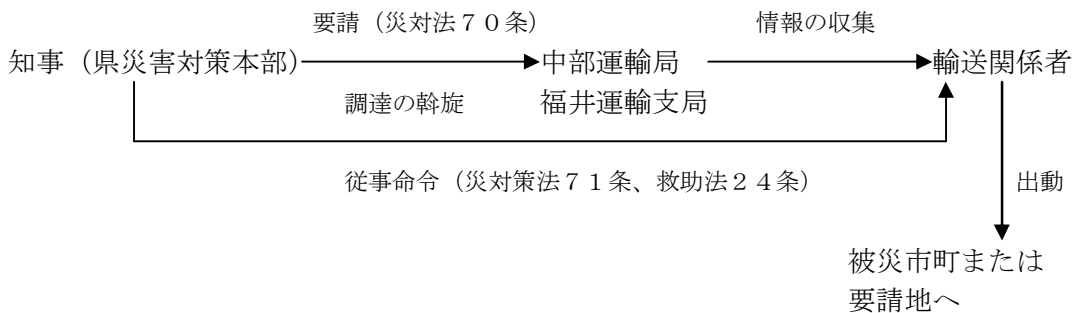 要請（災対法７０条）
情報の収集
知事（県災害対策本部）
中部運輸局
輸送関係者
調達の斡旋
福井運輸支局
従事命令（災対策法７１条、救助法２４条）
出動
被災市町または
要請地へ